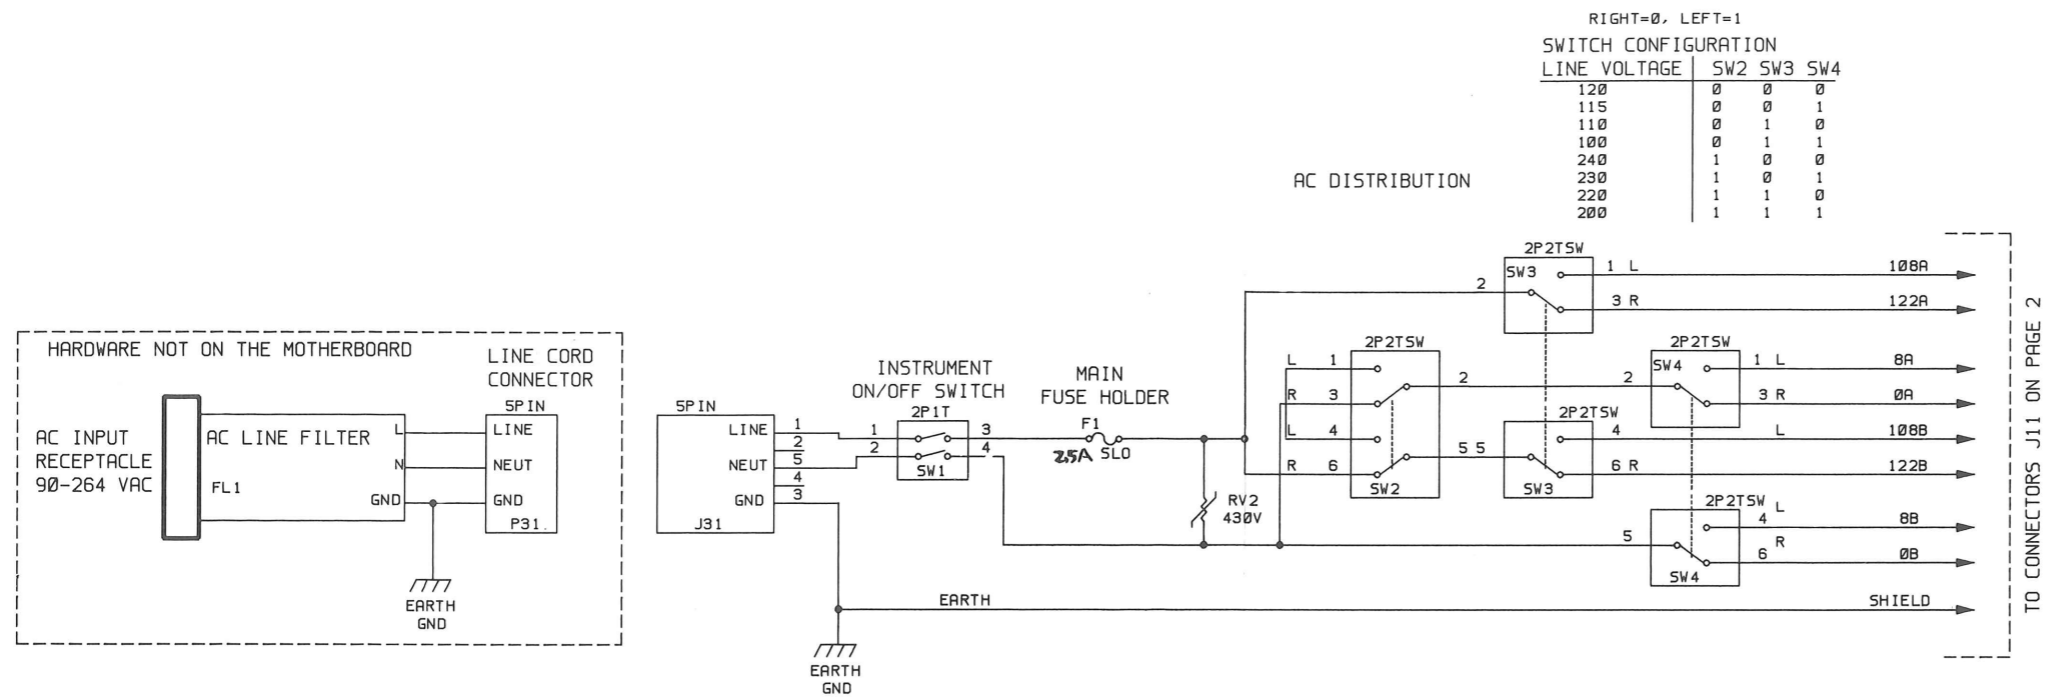 RIGHT=0, LEFT=1
SWITCH CONFIGURATION
LINE VOLTAGE SW2 SW3 SW4
120 0 0 0
115 0 0 1
110 0 1 0
100 0 1 1
240 1 0 0
230 1 0 1
220 1 1 0
200 1 1 1
AC DISTRIBUTION
HARDWARE NOT ON THE MOTHERBOARD
LINE CORD
CONNECTOR
5PIN
AC INPUT
RECEPTACLE
90-264 VAC
AC LINE FILTER
FL1
L
N
GND
LINE
NEUT
GND
P31.
EARTH
GND
5PIN
LINE
NEUT
GND
J31
1
2
5
4
3
INSTRUMENT
ON/OFF SWITCH
2P1T
1
2
3
4
SW1
MAIN
FUSE HOLDER
F1
2.5A SLO
RV2
430V
EARTH
EARTH
GND
2P2TSW
L 1
R 3
L 4
R 6
2
5
SW2
2P2TSW
SW3
2
1 L
3 R
108A
122A
2P2TSW
SW4
2
1 L
3 R
8A
0A
2P2TSW
5
4 L
6 R
SW3
108B
122B
2P2TSW
5
4 L
6 R
SW4
8B
0B
SHIELD
TO CONNECTORS J11 ON PAGE 2